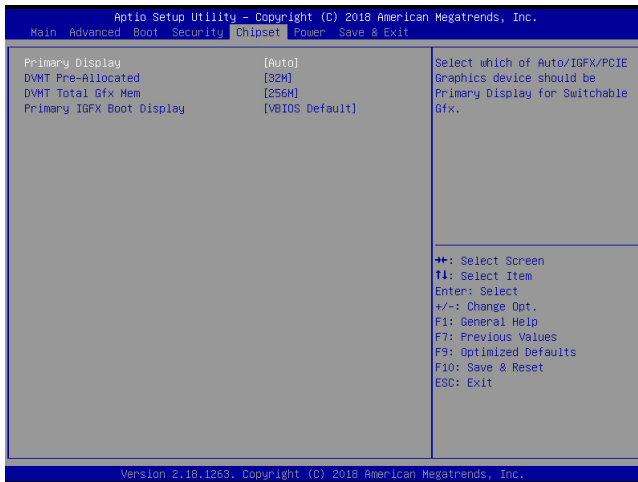 Aptio Setup Utility – Copyright (C) 2018 American Megatrends, Inc.
Main Advanced Boot Security Chipset Power Save & Exit
Primary Display [Auto]
DVMT Pre-Allocated [32M]
DVMT Total Gfx Mem [256M]
Primary IGFX Boot Display [VBIOS Default]
Select which of Auto/IGFX/PCIE
Graphics device should be
Primary Display for Switchable
Gfx.
→←: Select Screen
↑↓: Select Item
Enter: Select
+/-: Change Opt.
F1: General Help
F7: Previous Values
F9: Optimized Defaults
F10: Save & Reset
ESC: Exit
Version 2.18.1263. Copyright (C) 2018 American Megatrends, Inc.